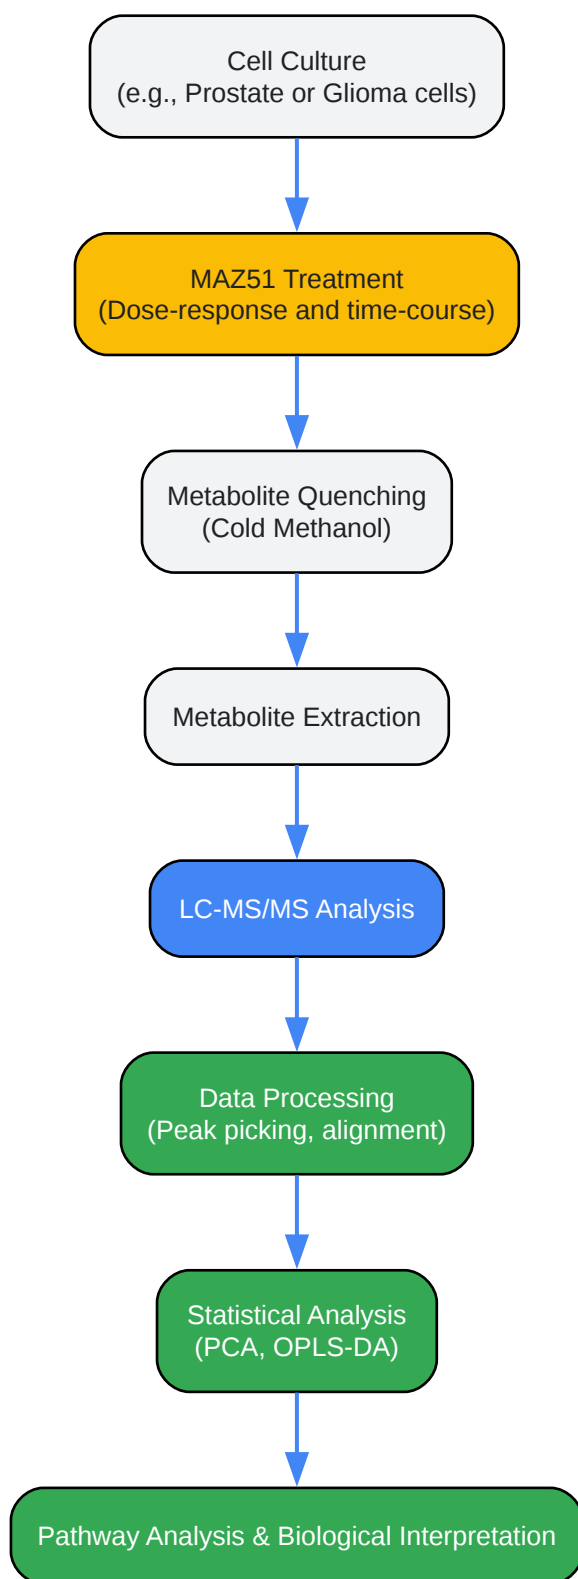 Cell Culture
(e.g., Prostate or Glioma cells)
MAZ51 Treatment
(Dose-response and time-course)
Metabolite Quenching
(Cold Methanol)
Metabolite Extraction
LC-MS/MS Analysis
Data Processing
(Peak picking, alignment)
Statistical Analysis
(PCA, OPLS-DA)
Pathway Analysis & Biological Interpretation